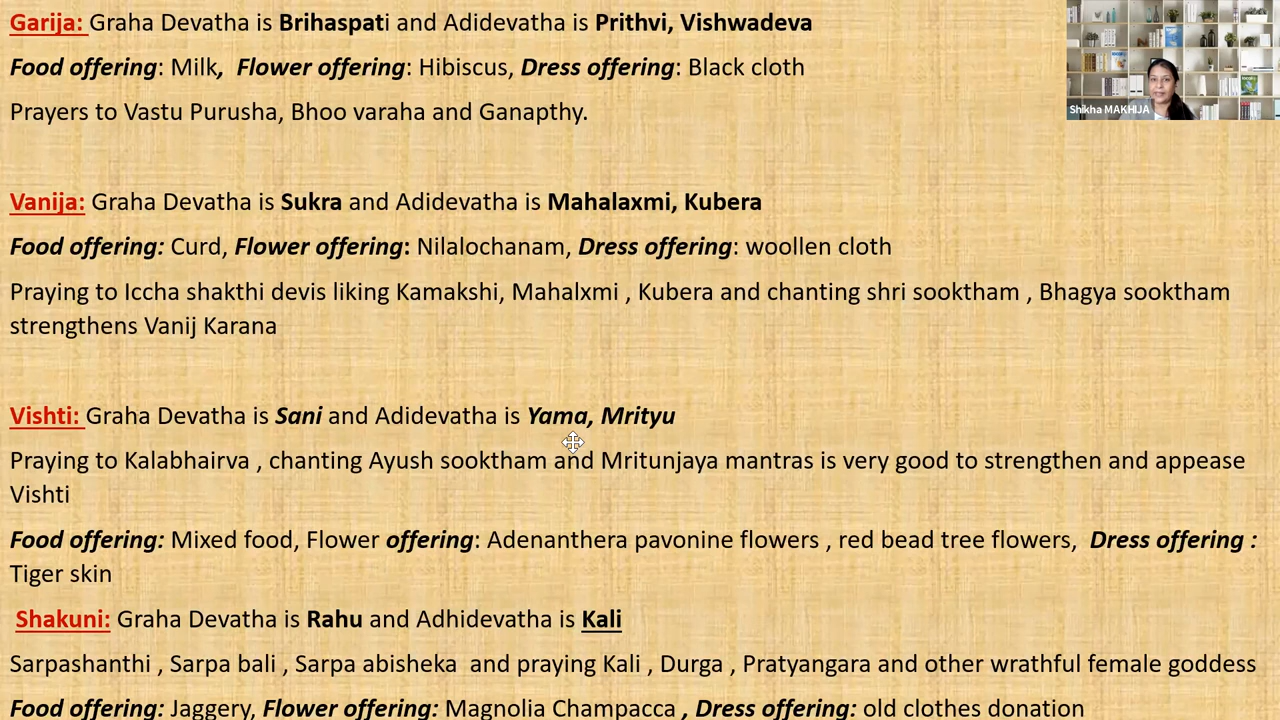 Garija: Graha Devatha is Brihaspati and Adidevatha is Prithvi, Vishwadeva
Food offering: Milk, Flower offering: Hibiscus, Dress offering: Black cloth
Prayers to Vastu Purusha, Bhoo varaha and Ganapthy.
Shikha MAKHIJA
Vanija: Graha Devatha is Sukra and Adidevatha is Mahalaxmi, Kubera
Food offering: Curd, Flower offering: Nilalochanam, Dress offering: woollen cloth
Praying to Iccha shakthi devis liking Kamakshi, Mahalxmi , Kubera and chanting shri sooktham , Bhagya sooktham
strengthens Vanij Karana
Vishti: Graha Devatha is Sani and Adidevatha is Yama, Mrityu
Praying to Kalabhairva , chanting Ayush sooktham and Mritunjaya mantras is very good to strengthen and appease
Vishti
Food offering: Mixed food, Flower offering: Adenanthera pavonine flowers , red bead tree flowers, Dress offering :
Tiger skin
Shakuni: Graha Devatha is Rahu and Adhidevatha is Kali
Sarpashanthi , Sarpa bali , Sarpa abisheka and praying Kali , Durga , Pratyangara and other wrathful female goddess
Food offering: Jaggery, Flower offering: Magnolia Champacca , Dress offering: old clothes donation